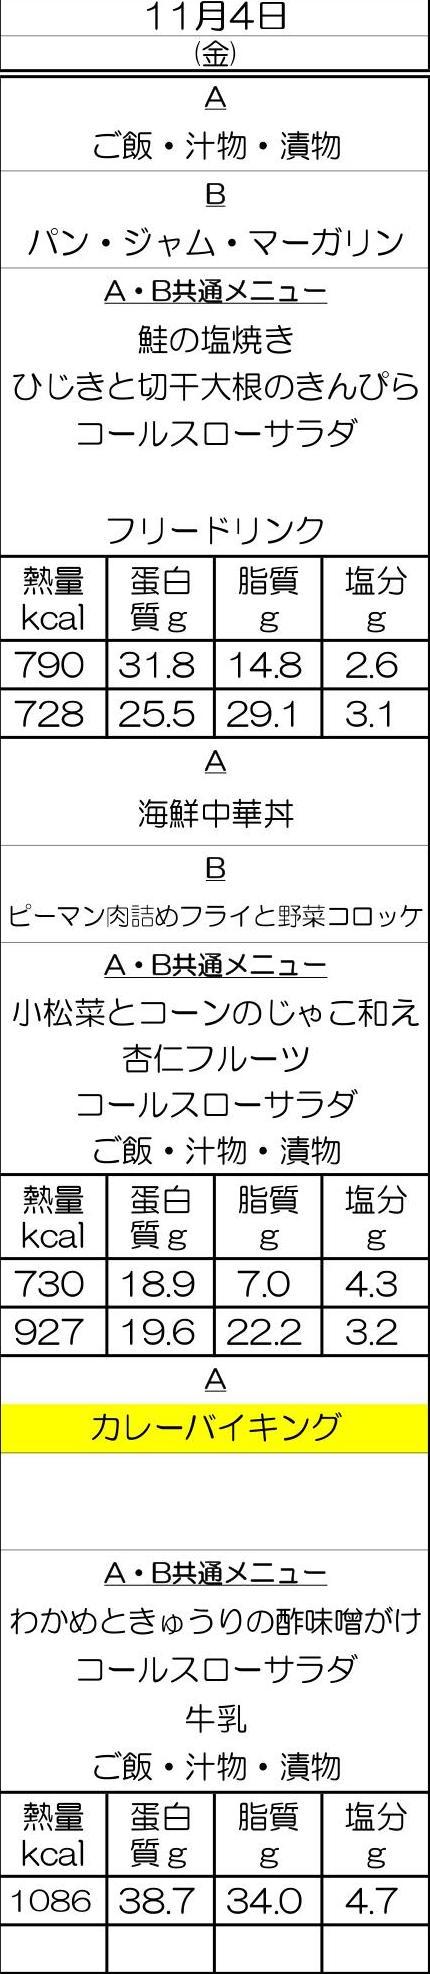 11月4日
(金)
A
ご飯・汁物・漬物
B
パン・ジャム・マーガリン
A・B共通メニュー
鮭の塩焼き
ひじきと切干大根のきんぴら
コールスローサラダ
フリードリンク
熱量 蛋白 脂質 塩分
kcal 質g g g
790 31.8 14.8 2.6
728 25.5 29.1 3.1
A
海鮮中華丼
B
ピーマン肉詰めフライと野菜コロッケ
A・B共通メニュー
小松菜とコーンのじゃこ和え
杏仁フルーツ
コールスローサラダ
ご飯・汁物・漬物
熱量 蛋白 脂質 塩分
kcal 質g g g
730 18.9 7.0 4.3
927 19.6 22.2 3.2
A
カレーバイキング
A・B共通メニュー
わかめときゅうりの酢味噌がけ
コールスローサラダ
牛乳
ご飯・汁物・漬物
熱量 蛋白 脂質 塩分
kcal 質g g g
1086 38.7 34.0 4.7